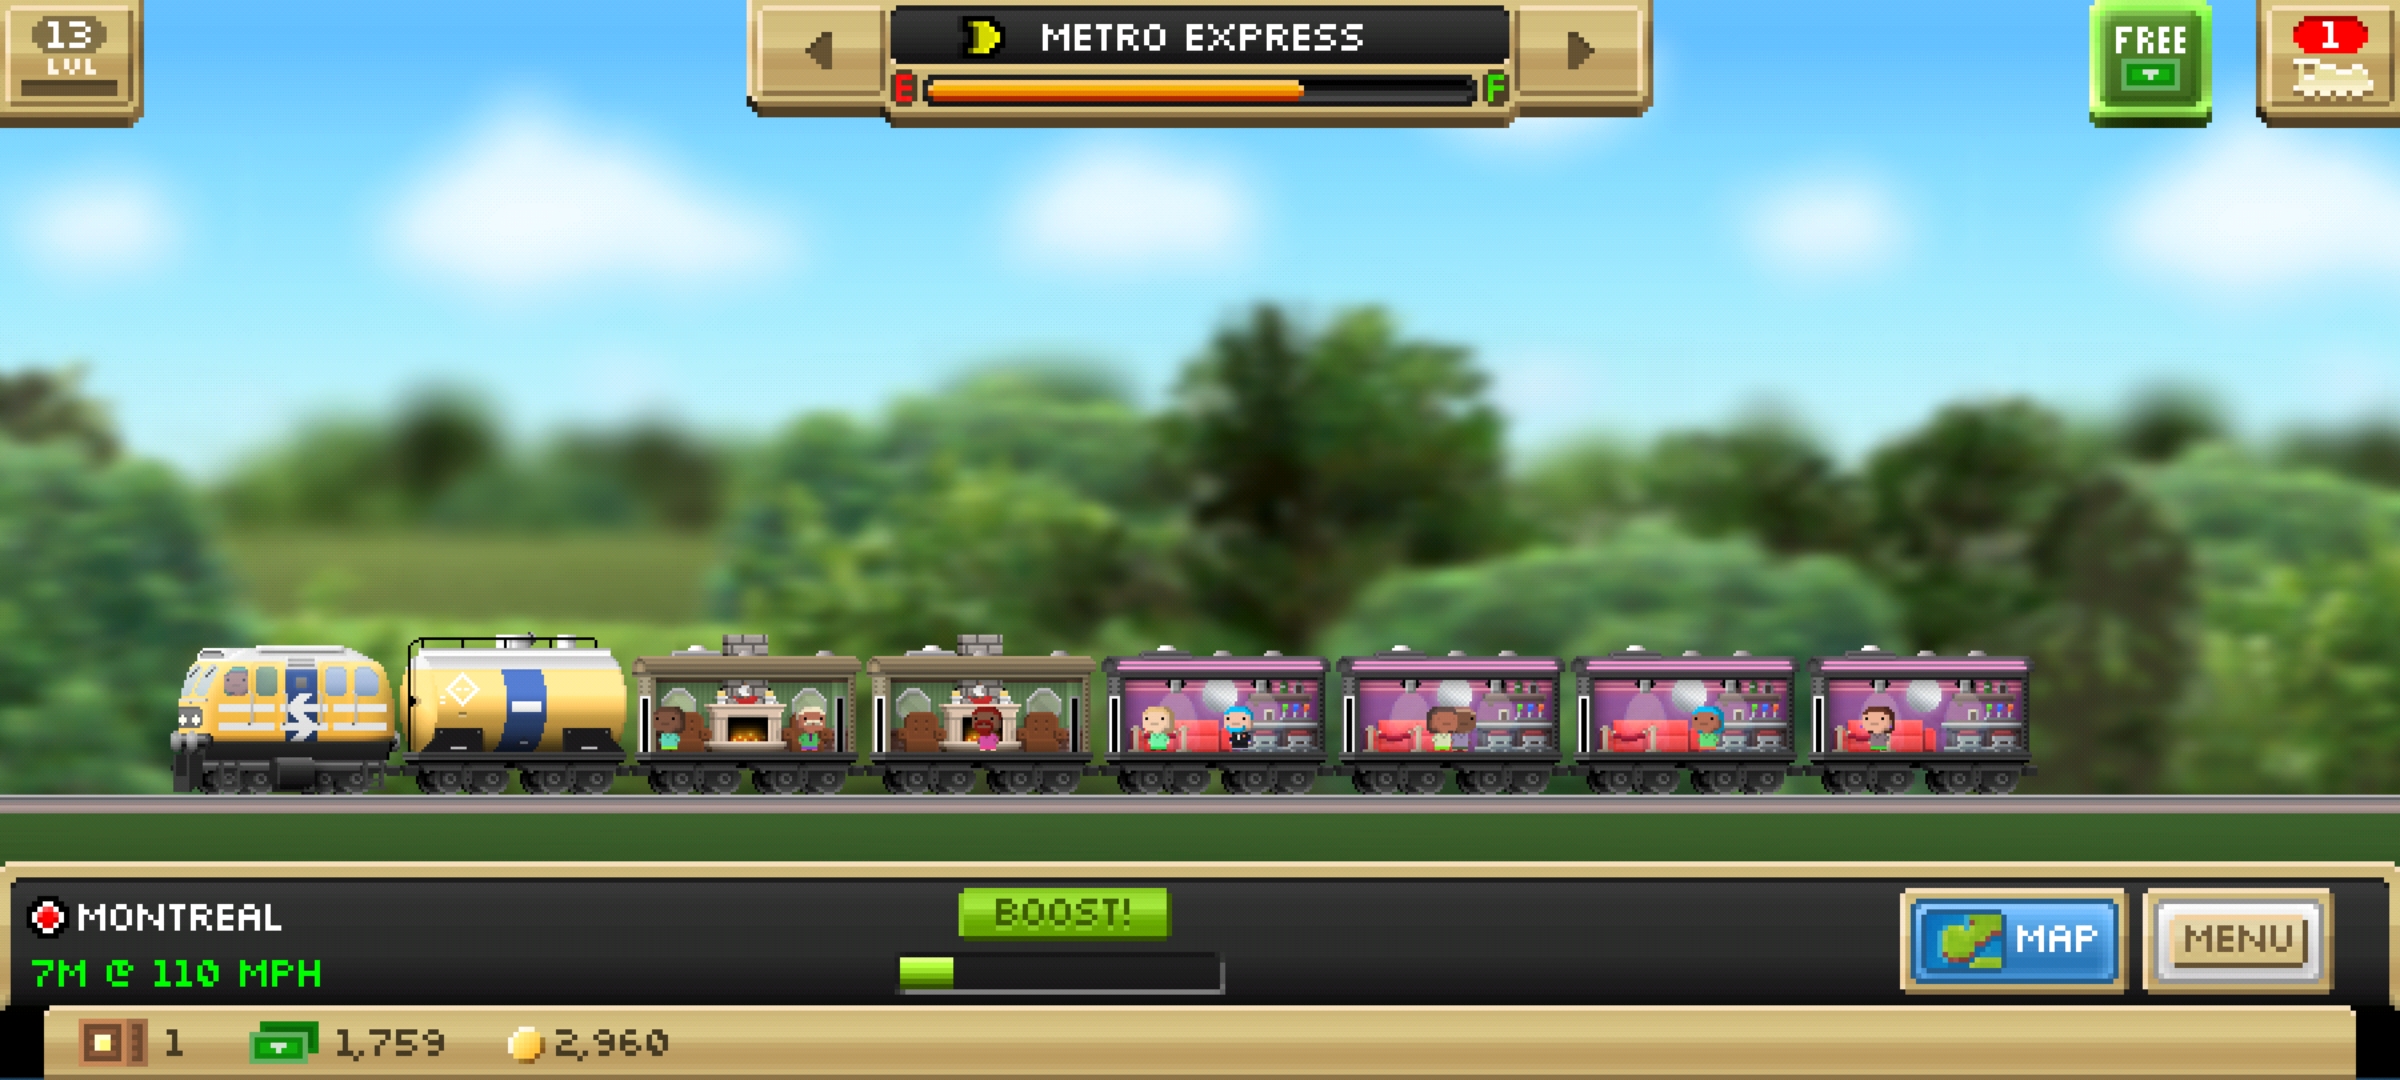 13
LVL
METRO EXPRESS
E F
FREE
1
MONTREAL
7M @ 110 MPH
BOOST!
MAP
MENU
1 1,759 2,960